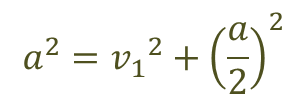 a² = v₁² + (a/2)²